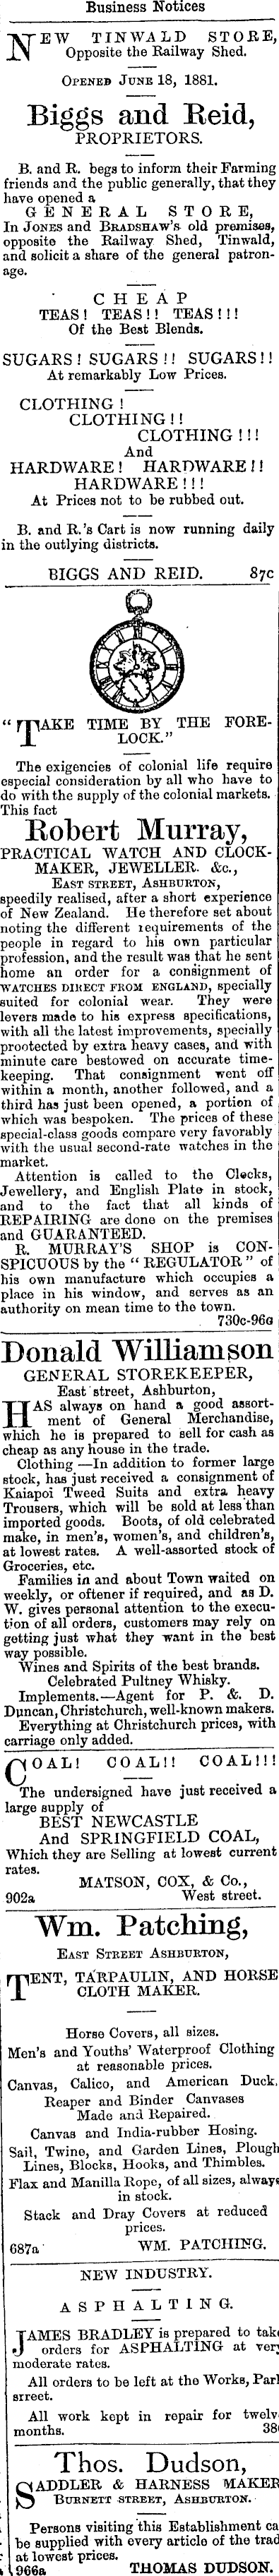 Business Notices
NEW TINWALD STORE,
Opposite the Railway Shed.
OPENED JUNE 18, 1881.
Biggs and Reid,
PROPRIETORS.
B. and R. begs to inform their Farming
friends and the public generally, that they
have opened a
GENERAL STORE,
In JONES and BRADSHAW'S old premises,
opposite the Railway Shed, Tinwald,
and solicit a share of the general patron-
age.
CHEAP
TEAS! TEAS!! TEAS!!!
Of the Best Blends.
SUGARS! SUGARS!! SUGARS!!
At remarkably Low Prices.
CLOTHING!
CLOTHING!!
CLOTHING!!!
And
HARDWARE! HARDWARE!!
HARDWARE!!!
At Prices not to be rubbed out.
B. and R.'s Cart is now running daily
in the outlying districts.
BIGGS AND REID. 87c
"TAKE TIME BY THE FORE-
LOCK."
The exigencies of colonial life require
especial consideration by all who have to
do with the supply of the colonial markets.
This fact
Robert Murray,
PRACTICAL WATCH AND CLOCK-
MAKER, JEWELLER. &c.,
EAST STREET, ASHBURTON,
speedily realised, after a short experience
of New Zealand. He therefore set about
noting the different requirements of the
people in regard to his own particular
profession, and the result was that he sent
home an order for a consignment of
WATCHES DIRECT FROM ENGLAND, specially
suited for colonial wear. They were
levers made to his express specifications,
with all the latest improvements, specially
prootected by extra heavy cases, and with
minute care bestowed on accurate time-
keeping. That consignment went off
within a month, another followed, and a
third has just been opened, a portion of
which was bespoken. The prices of these
special-class goods compare very favorably
with the usual second-rate watches in the
market.
Attention is called to the Clocks,
Jewellery, and English Plate in stock,
and to the fact that all kinds of
REPAIRING are done on the premises
and GUARANTEED.
R. MURRAY'S SHOP is CON-
SPICUOUS by the "REGULATOR" of
his own manufacture which occupies a
place in his window, and serves as an
authority on mean time to the town.
730c-96a
Donald Williamson
GENERAL STOREKEEPER,
East street, Ashburton,
HAS always on hand a good assort-
ment of General Merchandise,
which he is prepared to sell for cash as
cheap as any house in the trade.
Clothing—In addition to former large
stock, has just received a consignment of
Kaiapoi Tweed Suits and extra heavy
Trousers, which will be sold at less than
imported goods. Boots, of old celebrated
make, in men's, women's, and children's,
at lowest rates. A well-assorted stock of
Groceries, etc.
Families in and about Town waited on
weekly, or oftener if required, and as D.
W. gives personal attention to the execu-
tion of all orders, customers may rely on
getting just what they want in the best
way possible.
Wines and Spirits of the best brands.
Celebrated Pultney Whisky.
Implements.—Agent for P. &. D.
Duncan, Christchurch, well-known makers.
Everything at Christchurch prices, with
carriage only added.
COAL! COAL!! COAL!!!
The undersigned have just received a
large supply of
BEST NEWCASTLE
And SPRINGFIELD COAL,
Which they are Selling at lowest current
rates.
MATSON, COX, & Co.,
902a West street.
Wm. Patching,
EAST STREET ASHBURTON,
TENT, TARPAULIN, AND HORSE
CLOTH MAKER.
Horse Covers, all sizes.
Men's and Youths' Waterproof Clothing
at reasonable prices.
Canvas, Calico, and American Duck.
Reaper and Binder Canvases
Made and Repaired.
Canvas and India-rubber Hosing.
Sail, Twine, and Garden Lines, Plough
Lines, Blocks, Hooks, and Thimbles.
Flax and Manilla Rope, of all sizes, always
in stock.
Stack and Dray Covers at reduced
prices.
687a WM. PATCHING.
NEW INDUSTRY.
ASPHALTING.
JAMES BRADLEY is prepared to tak
orders for ASPHALTING at ver
moderate rates.
All orders to be left at the Works, Par
street.
All work kept in repair for twelv
months. 38
Thos. Dudson,
SADDLER & HARNESS MAKER
BURNETT STREET, ASHBURTON.
Persons visiting this Establishment ca
be supplied with every article of the trad
at lowest prices.
966a THOMAS DUDSON.